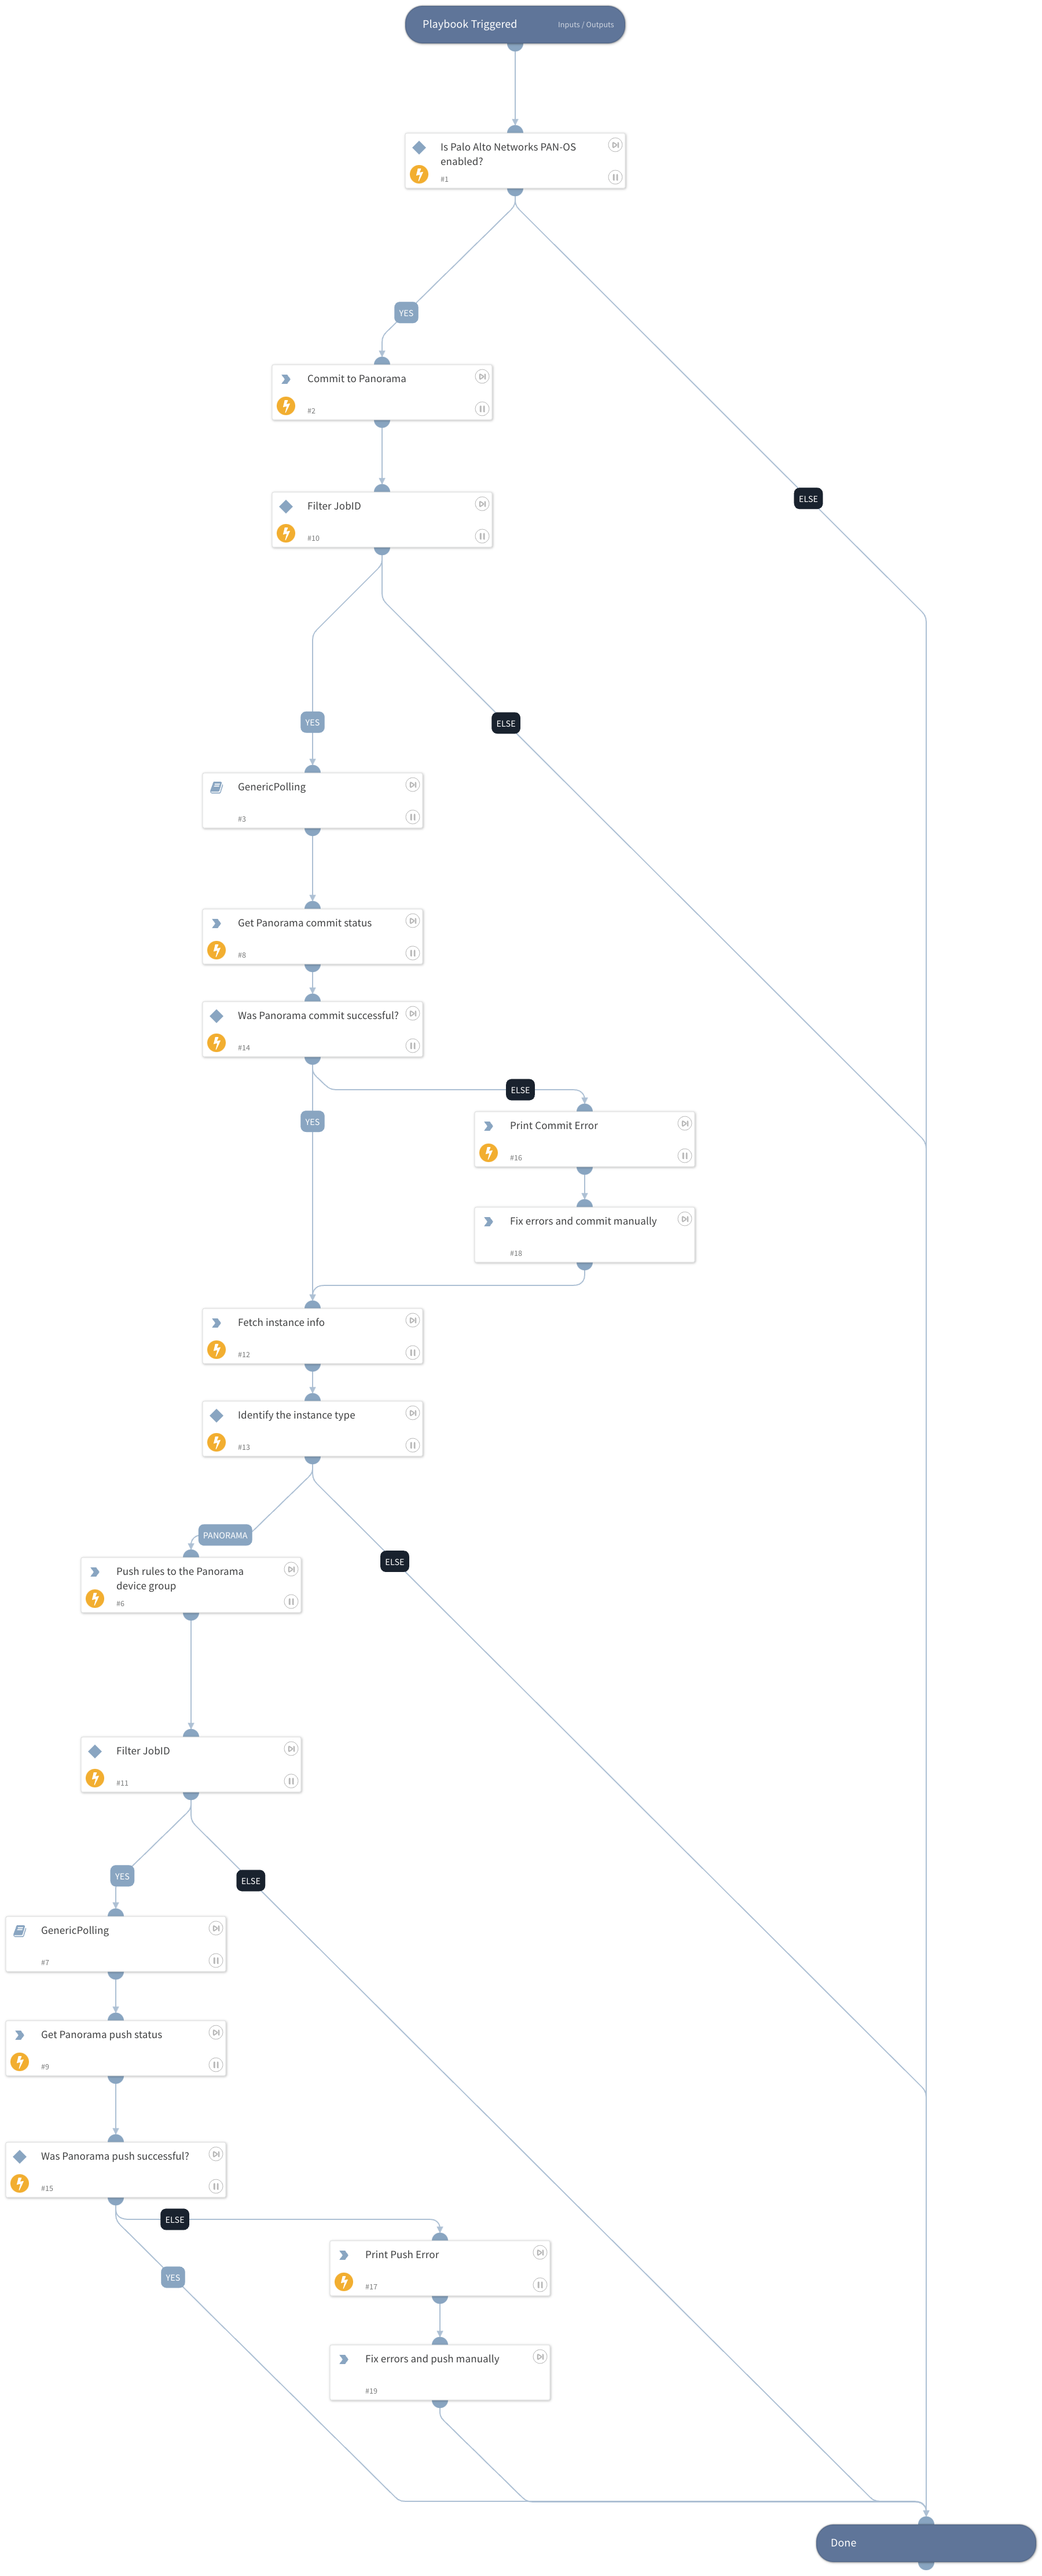 Playbook Triggered
Inputs / Outputs
Is Palo Alto Networks PAN-OS
enabled?
#1
YES
Commit to Panorama
#2
ELSE
Filter JobID
#10
YES
ELSE
GenericPolling
#3
Get Panorama commit status
#8
Was Panorama commit successful?
#14
ELSE
YES
Print Commit Error
#16
Fix errors and commit manually
#18
Fetch instance info
#12
Identify the instance type
#13
PANORAMA
ELSE
Push rules to the Panorama
device group
#6
Filter JobID
#11
YES
ELSE
GenericPolling
#7
Get Panorama push status
#9
Was Panorama push successful?
#15
ELSE
Print Push Error
YES
#17
Fix errors and push manually
#19
Done